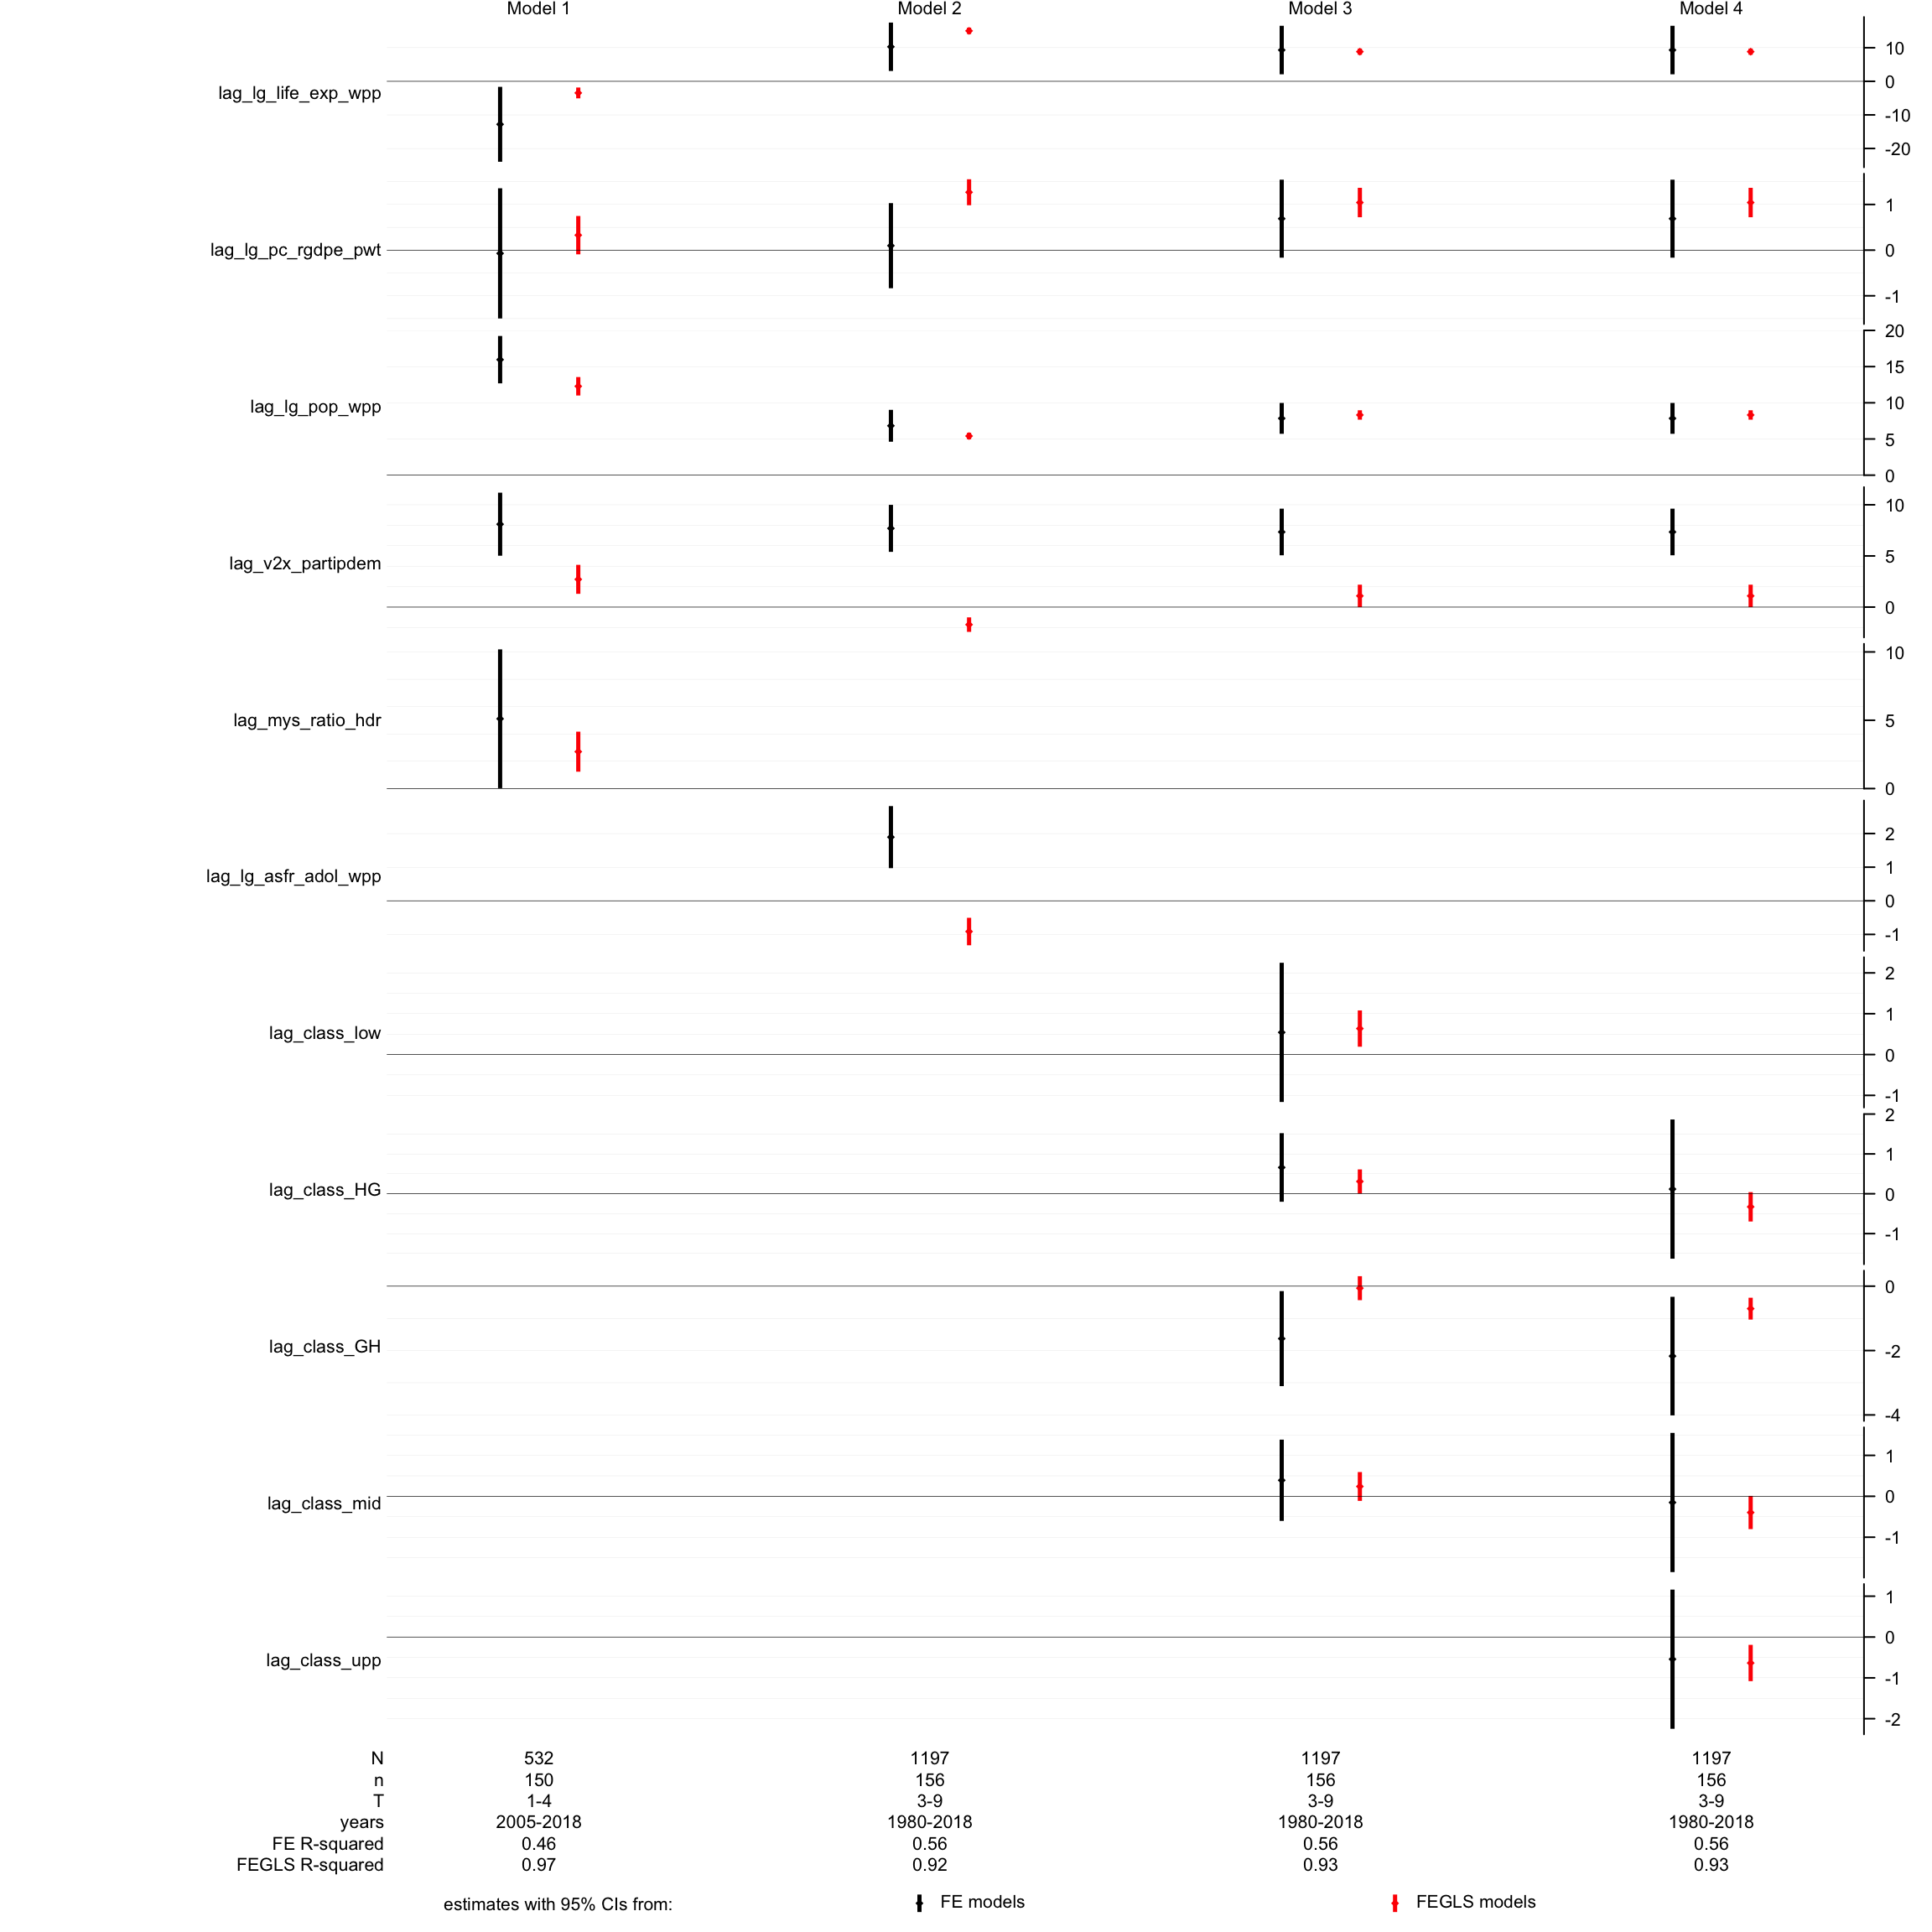 Model 1 Model 2 Model 3 Model 4
10
0
lag_lg_life_exp_wpp
-10
-20
1
lag_lg_pc_rgdpe_pwt 0
-1
20
15
lag_lg_pop_wpp 10
5
0
10
5
lag_v2x_partipdem
0
10
lag_mys_ratio_hdr 5
0
2
1
lag_lg_asfr_adol_wpp
0
-1
2
1
lag_class_low
0
-1
2
1
lag_class_HG 0
-1
0
lag_class_GH -2
-4
1
lag_class_mid 0
-1
1
0
lag_class_upp
-1
-2
N 532 1197 1197 1197
n 150 156 156 156
T 1-4 3-9 3-9 3-9
years 2005-2018 1980-2018 1980-2018 1980-2018
FE R-squared 0.46 0.56 0.56 0.56
FEGLS R-squared 0.97 0.92 0.93 0.93
estimates with 95% CIs from: FE models FEGLS models